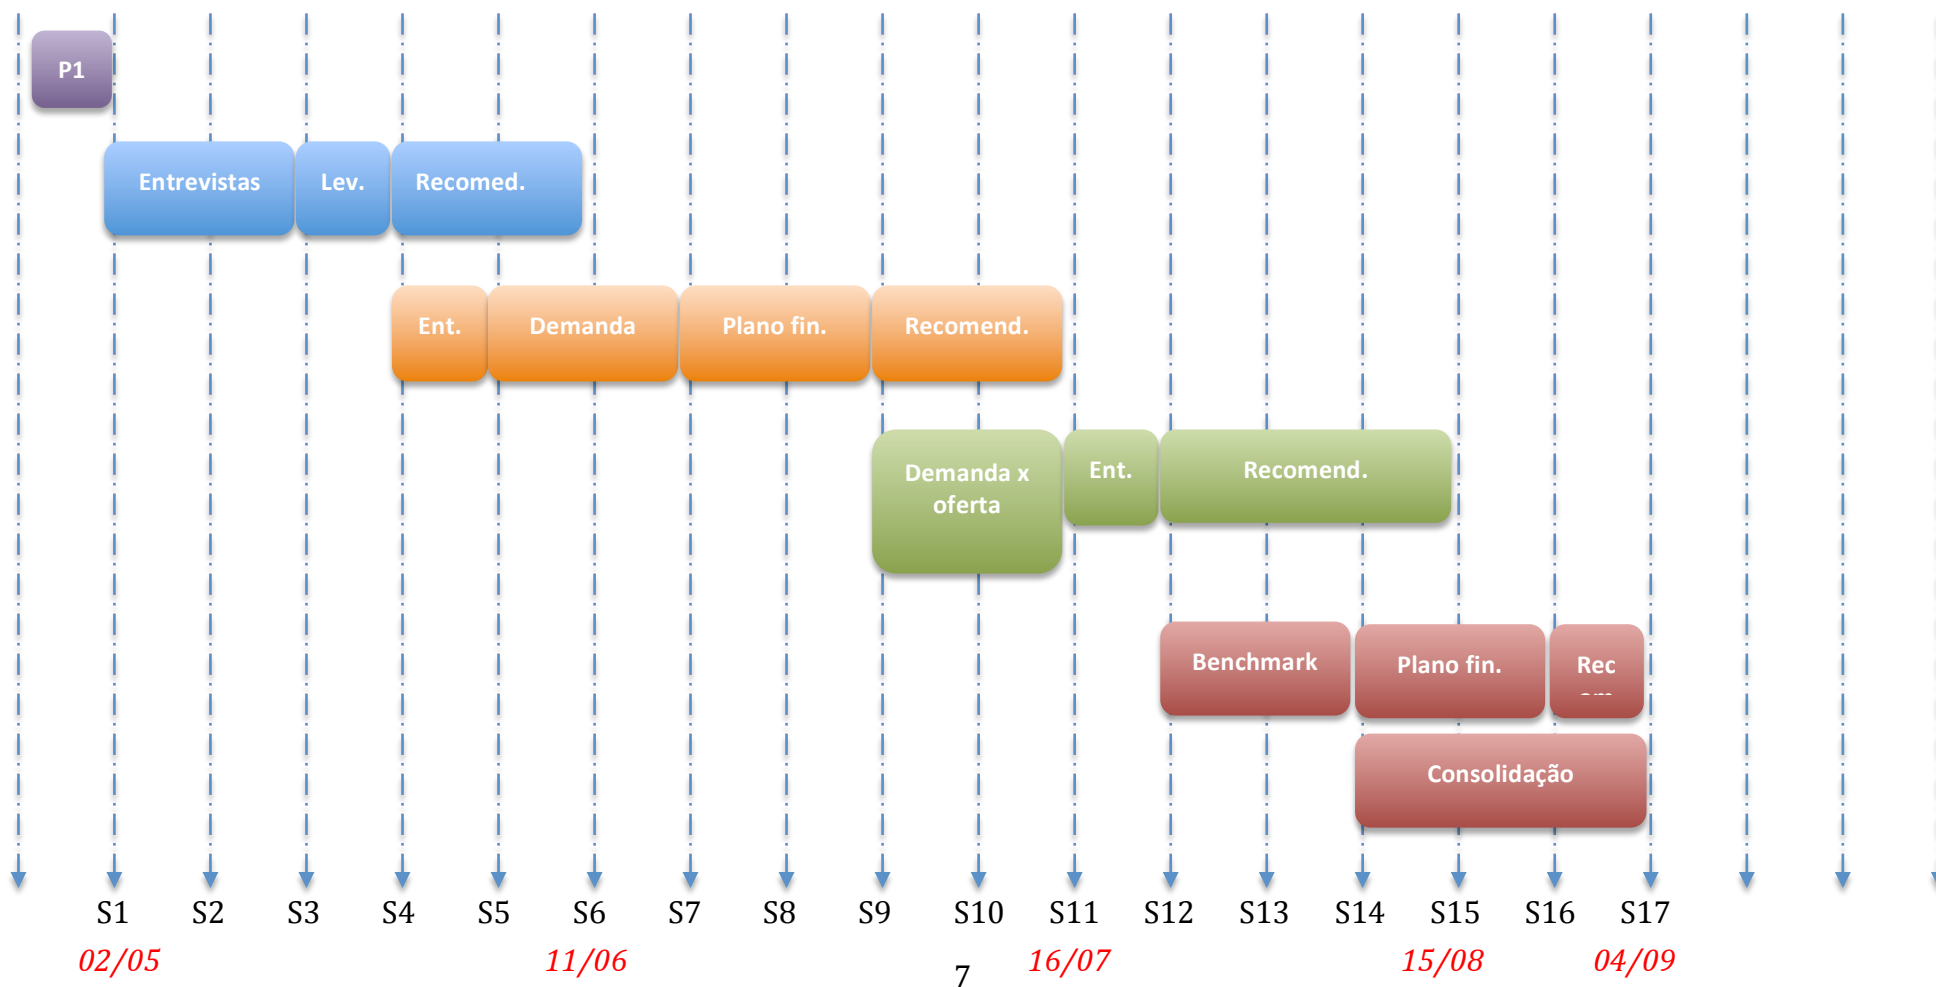 P1
Entrevistas
Lev.
Recomed.
Ent.
Demanda
Plano fin.
Recomend.
Demanda x
oferta
Ent.
Recomend.
Benchmark
Plano fin.
Rec
Consolidação
S1 S2 S3 S4 S5 S6 S7 S8 S9 S10 S11 S12 S13 S14 S15 S16 S17
02/05 11/06 16/07 15/08 04/09
7